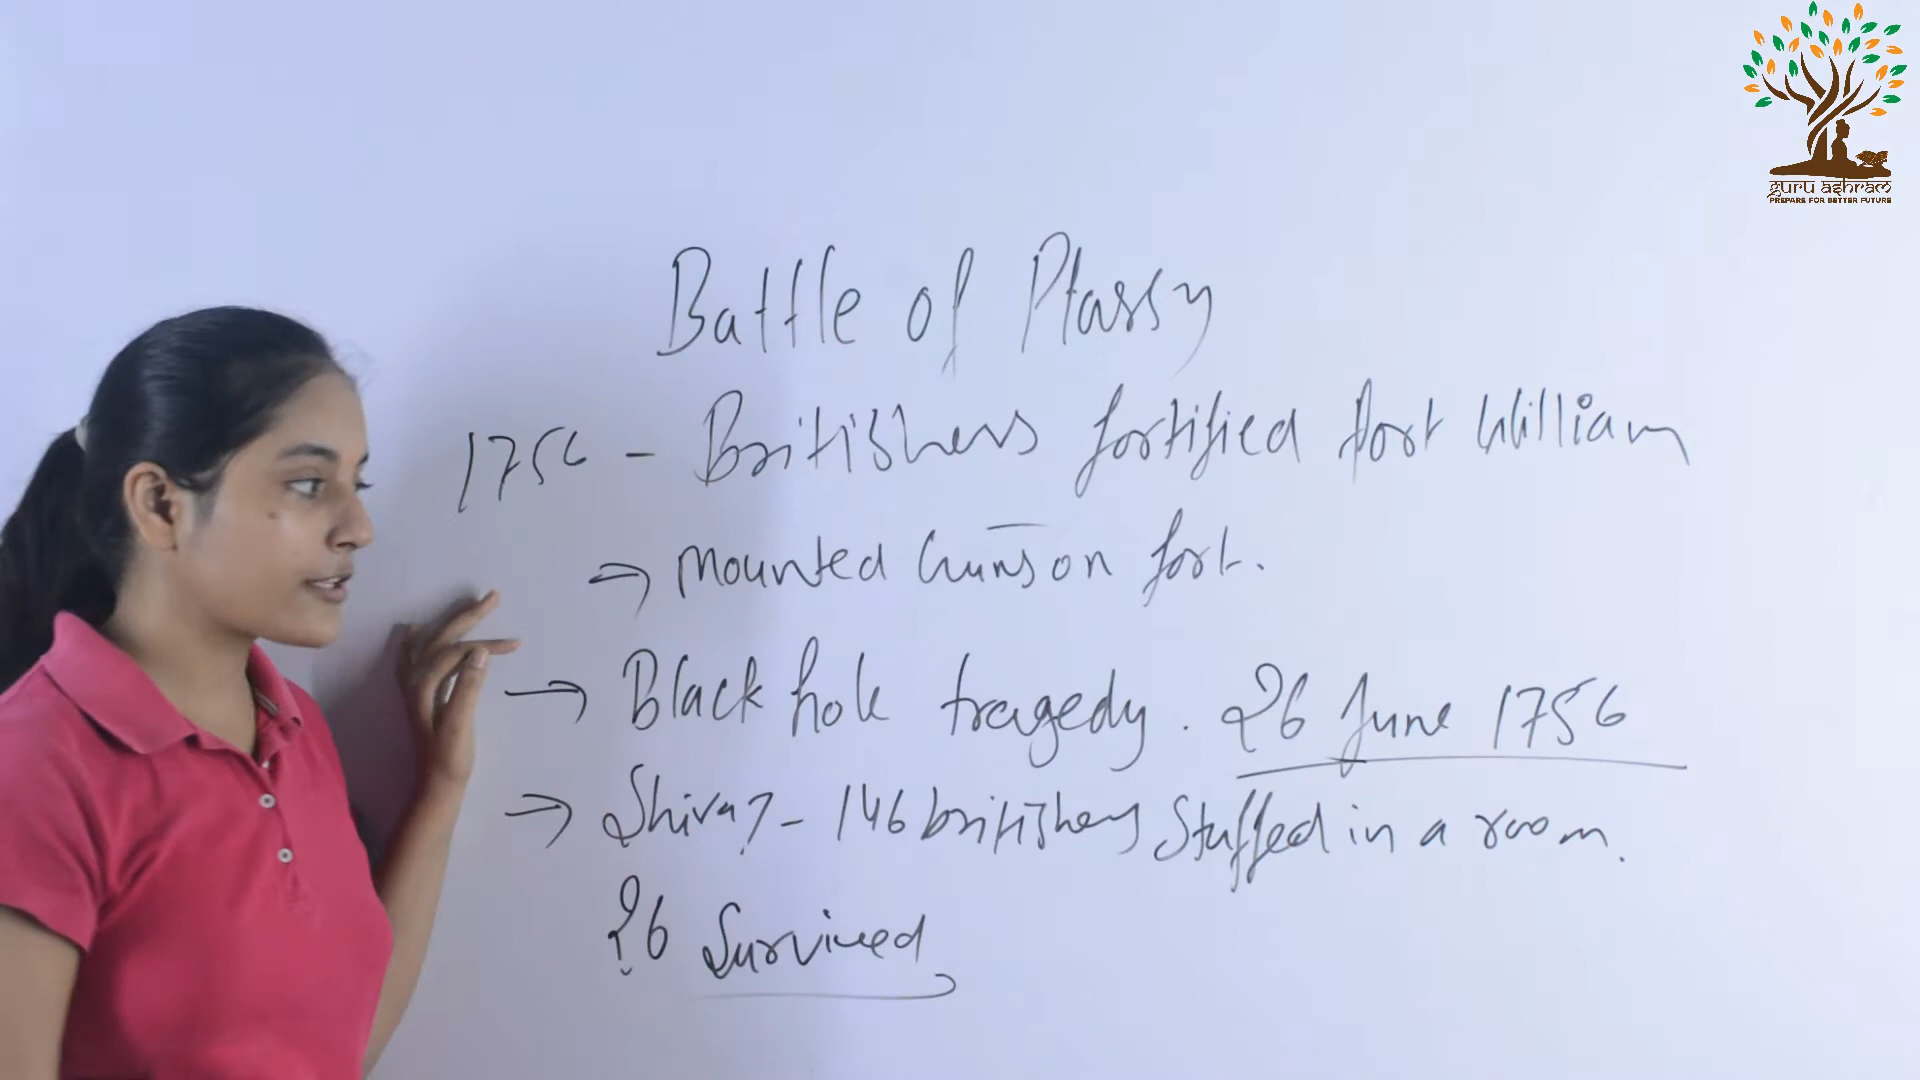 guru ashram
PREPARE FOR BETTER FUTURE
Battle of Plassy
1756 - Britishers fortified fort William
→ Mounted Guns on fort.
→ Black hole tragedy. 26 June 1756
→ Shiraj - 146 britishers Stuffed in a room.
26 Survived